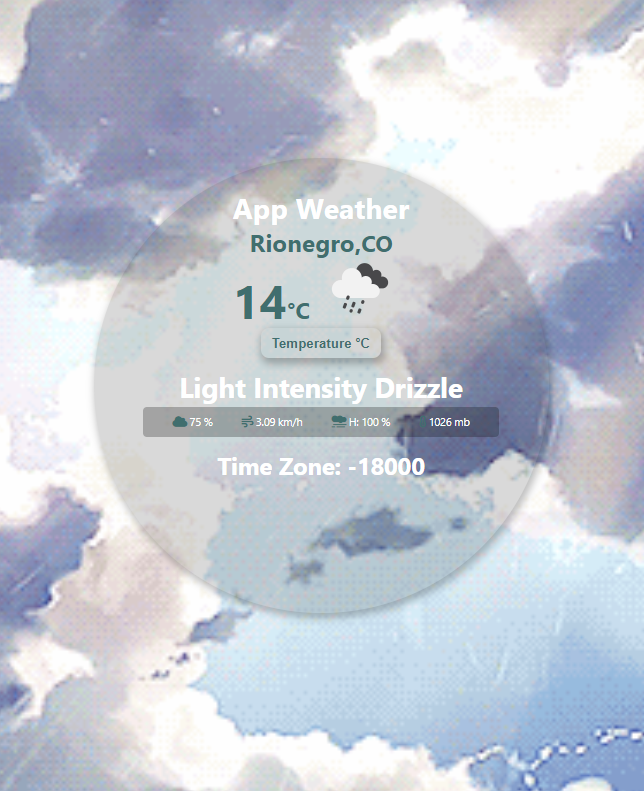 App Weather
Rionegro,CO
14°C
Temperature °C
Light Intensity Drizzle
75 % 3.09 km/h H: 100 % 1026 mb
Time Zone: -18000